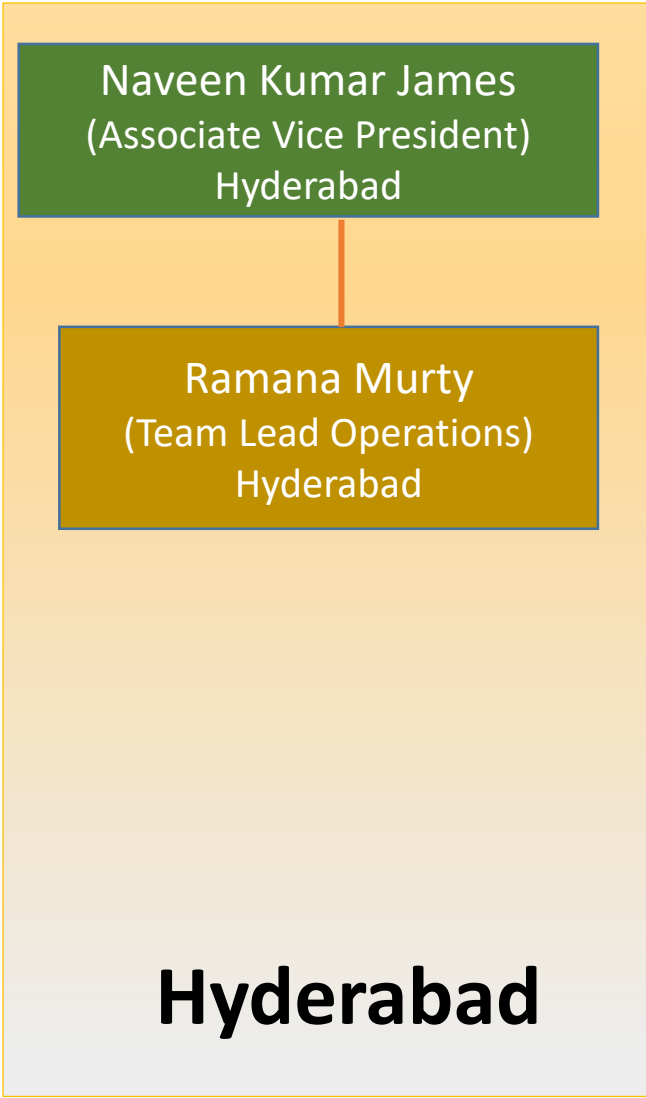 Naveen Kumar James
(Associate Vice President)
Hyderabad
Ramana Murty
(Team Lead Operations)
Hyderabad
Hyderabad